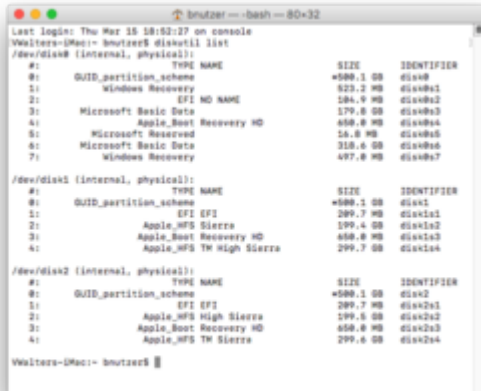 bnutzer — -bash — 80×32
Last login: Thu Mar 15 18:52:27 on console
VWalters-iMac:~ bnutzer$ diskutil list
/dev/disk0 (internal, physical):
#: TYPE NAME SIZE IDENTIFIER
0: GUID_partition_scheme *500.1 GB disk0
1: Windows Recovery 523.2 MB disk0s1
2: EFI NO NAME 104.9 MB disk0s2
3: Microsoft Basic Data 179.8 GB disk0s3
4: Apple_Boot Recovery HD 650.0 MB disk0s4
5: Microsoft Reserved 16.8 MB disk0s5
6: Microsoft Basic Data 318.6 GB disk0s6
7: Windows Recovery 497.0 MB disk0s7
/dev/disk1 (internal, physical):
#: TYPE NAME SIZE IDENTIFIER
0: GUID_partition_scheme *500.1 GB disk1
1: EFI EFI 209.7 MB disk1s1
2: Apple_HFS Sierra 199.4 GB disk1s2
3: Apple_Boot Recovery HD 650.0 MB disk1s3
4: Apple_HFS TM High Sierra 299.7 GB disk1s4
/dev/disk2 (internal, physical):
#: TYPE NAME SIZE IDENTIFIER
0: GUID_partition_scheme *500.1 GB disk2
1: EFI EFI 209.7 MB disk2s1
2: Apple_HFS High Sierra 199.5 GB disk2s2
3: Apple_Boot Recovery HD 650.0 MB disk2s3
4: Apple_HFS TM Sierra 299.6 GB disk2s4
VWalters-iMac:~ bnutzer$